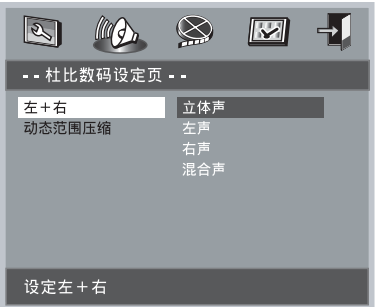 - - 杜比数码设定页 - -
左＋右 立体声
动态范围压缩 左声
右声
混合声
设定左＋右